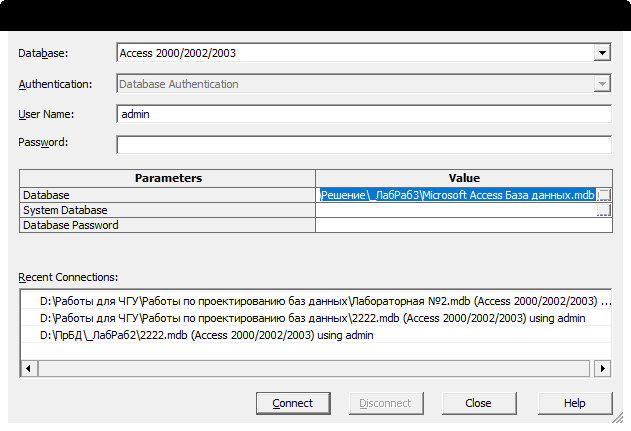 Database: Access 2000/2002/2003
Authentication: Database Authentication
User Name: admin
Password:
Parameters Value
Database \Решение\_ЛабРаб3\Microsoft Access База данных.mdb ...
System Database ...
Database Password
Recent Connections:
D:\Работы для ЧГУ\Работы по проектированию баз данных\Лабораторная №2.mdb (Access 2000/2002/2003) ...
D:\Работы для ЧГУ\Работы по проектированию баз данных\2222.mdb (Access 2000/2002/2003) using admin
D:\ПрБД\_ЛабРаб2\2222.mdb (Access 2000/2002/2003) using admin
Connect Disconnect Close Help